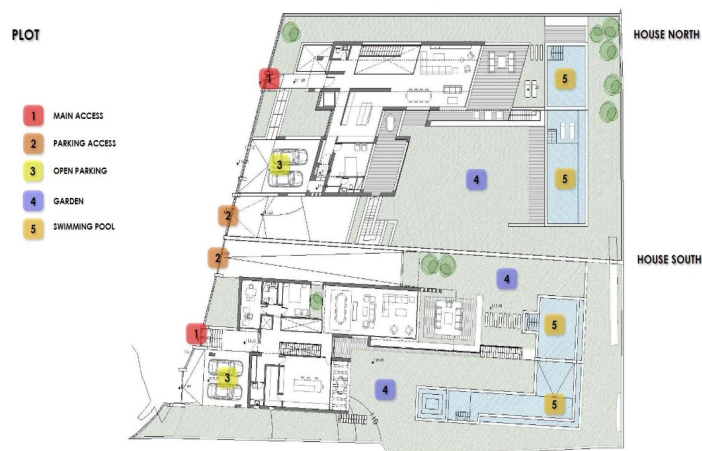 PLOT
HOUSE NORTH
1 MAIN ACCESS
2 PARKING ACCESS
3 OPEN PARKING
4 GARDEN
5 SWIMMING POOL
1
5
3
4
5
2
2
HOUSE SOUTH
4
5
1
3
4
5